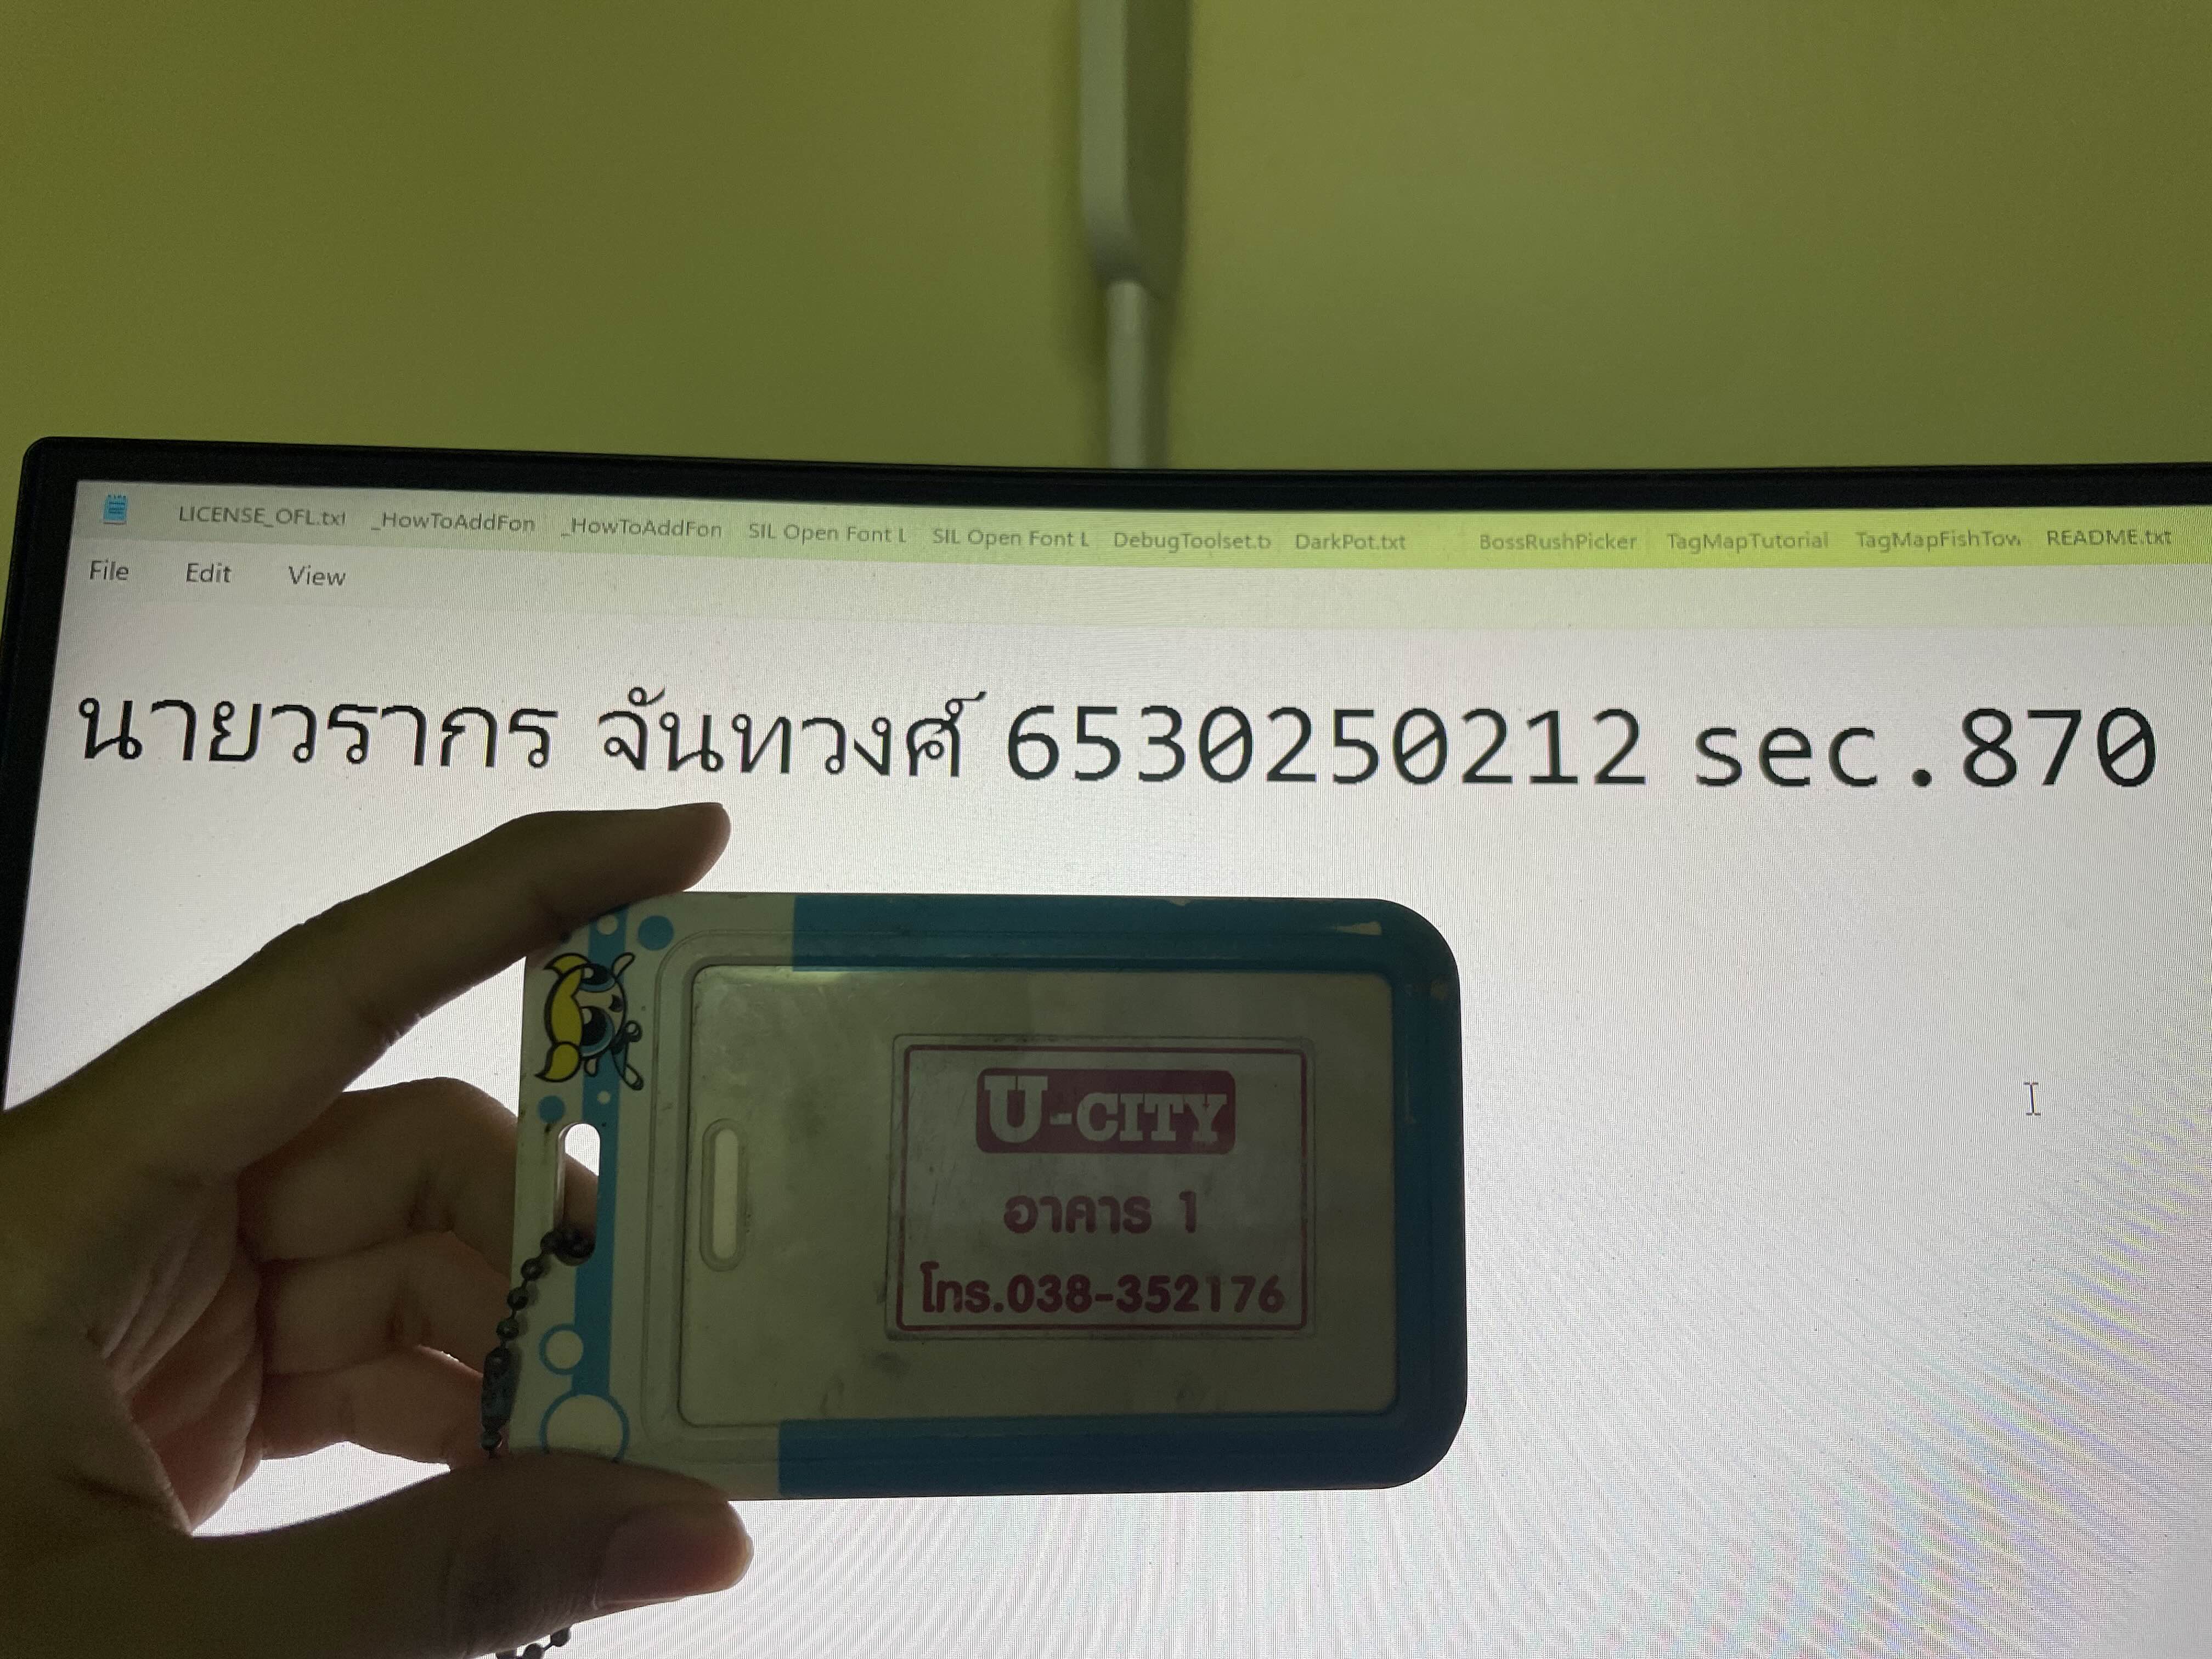 LICENSE_OFL.txt _HowToAddFon _HowToAddFon SIL Open Font L SIL Open Font L DebugToolset.t DarkPot.txt BossRushPicker TagMapTutorial TagMapFishTow README.txt
File Edit View
นายวรากร จันทวงศ์ 6530250212 sec.870
U-CITY
อาคาร 1
โทร.038-352176